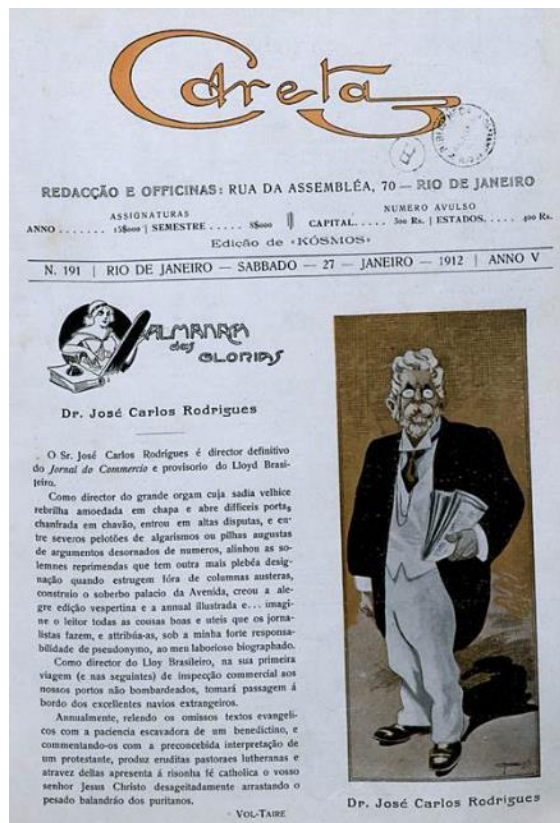 Careta
REDACÇÃO E OFFICINAS: RUA DA ASSEMBLÉA, 70 — RIO DE JANEIRO
ASSIGNATURAS
ANNO ....... 15$000 | SEMESTRE ..... 8$000
NUMERO AVULSO
CAPITAL..... 300 Rs. | ESTADOS..... 400 Rs.
Edição de «KÓSMOS»
N. 191 | RIO DE JANEIRO — SABBADO — 27 — JANEIRO — 1912 | ANNO V
ALMANAK
das
GLORIAS
Dr. José Carlos Rodrigues
O Sr. José Carlos Rodrigues é director definitivo
do Jornal do Commercio e provisorio do Lloyd Brasi-
leiro.
Como director do grande orgam cuja sadia velhice
rebrilha amoedada em chapa e abre difficeis portas
chanfrada em chavão, entrou em altas disputas, e en-
tre severos pelotões de algarismos ou pilhas augustas
de argumentos desornados de numeros, alinhou as so-
lemnes reprimendas que tem outra mais plebéa desig-
nação quando estrugem fóra de columnas austeras,
construio o soberbo palacio da Avenida, creou a ale-
gre edição vespertina e a annual illustrada e... imagi-
ne o leitor todas as cousas boas e uteis que os jorna-
listas fazem, e attribúa-as, sob a minha forte responsa-
bilidade de pseudonymo, ao meu laborioso biographado.
Como director do Lloy Brasileiro, na sua primeira
viagem (e nas seguintes) de inspecção commercial aos
nossos portos não bombardeados, tomará passagem á
bordo dos excellentes navios extrangeiros.
Annualmente, relendo os omissos textos evangeli-
cos com a paciencia escavadora de um benedictino, e
commentando-os com a preconcebida interpretação de
um protestante, produz eruditas pastoraes lutheranas e
atravez dellas apresenta á risonha fé catholica o vosso
senhor Jesus Christo desageitadamente arrastando o
pesado balandráo dos puritanos.
VOL-TAIRE
Dr. José Carlos Rodrigues